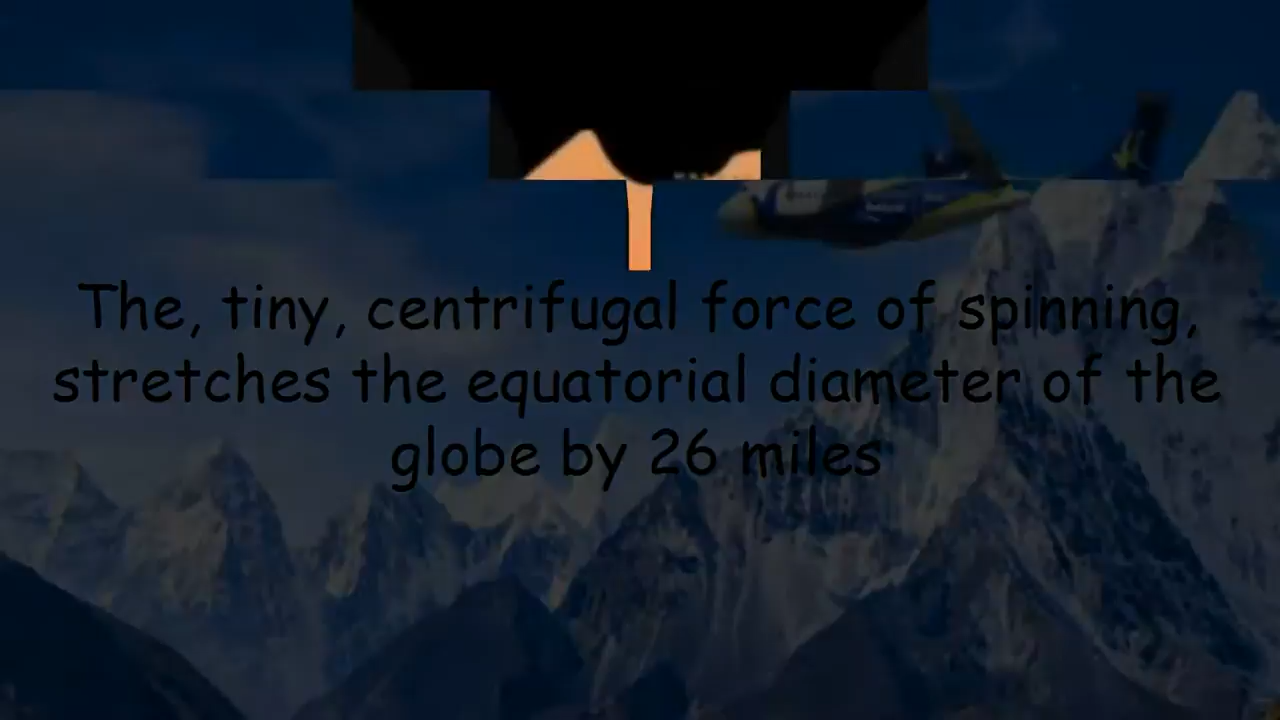 The, tiny, centrifugal force of spinning,
stretches the equatorial diameter of the
globe by 26 miles